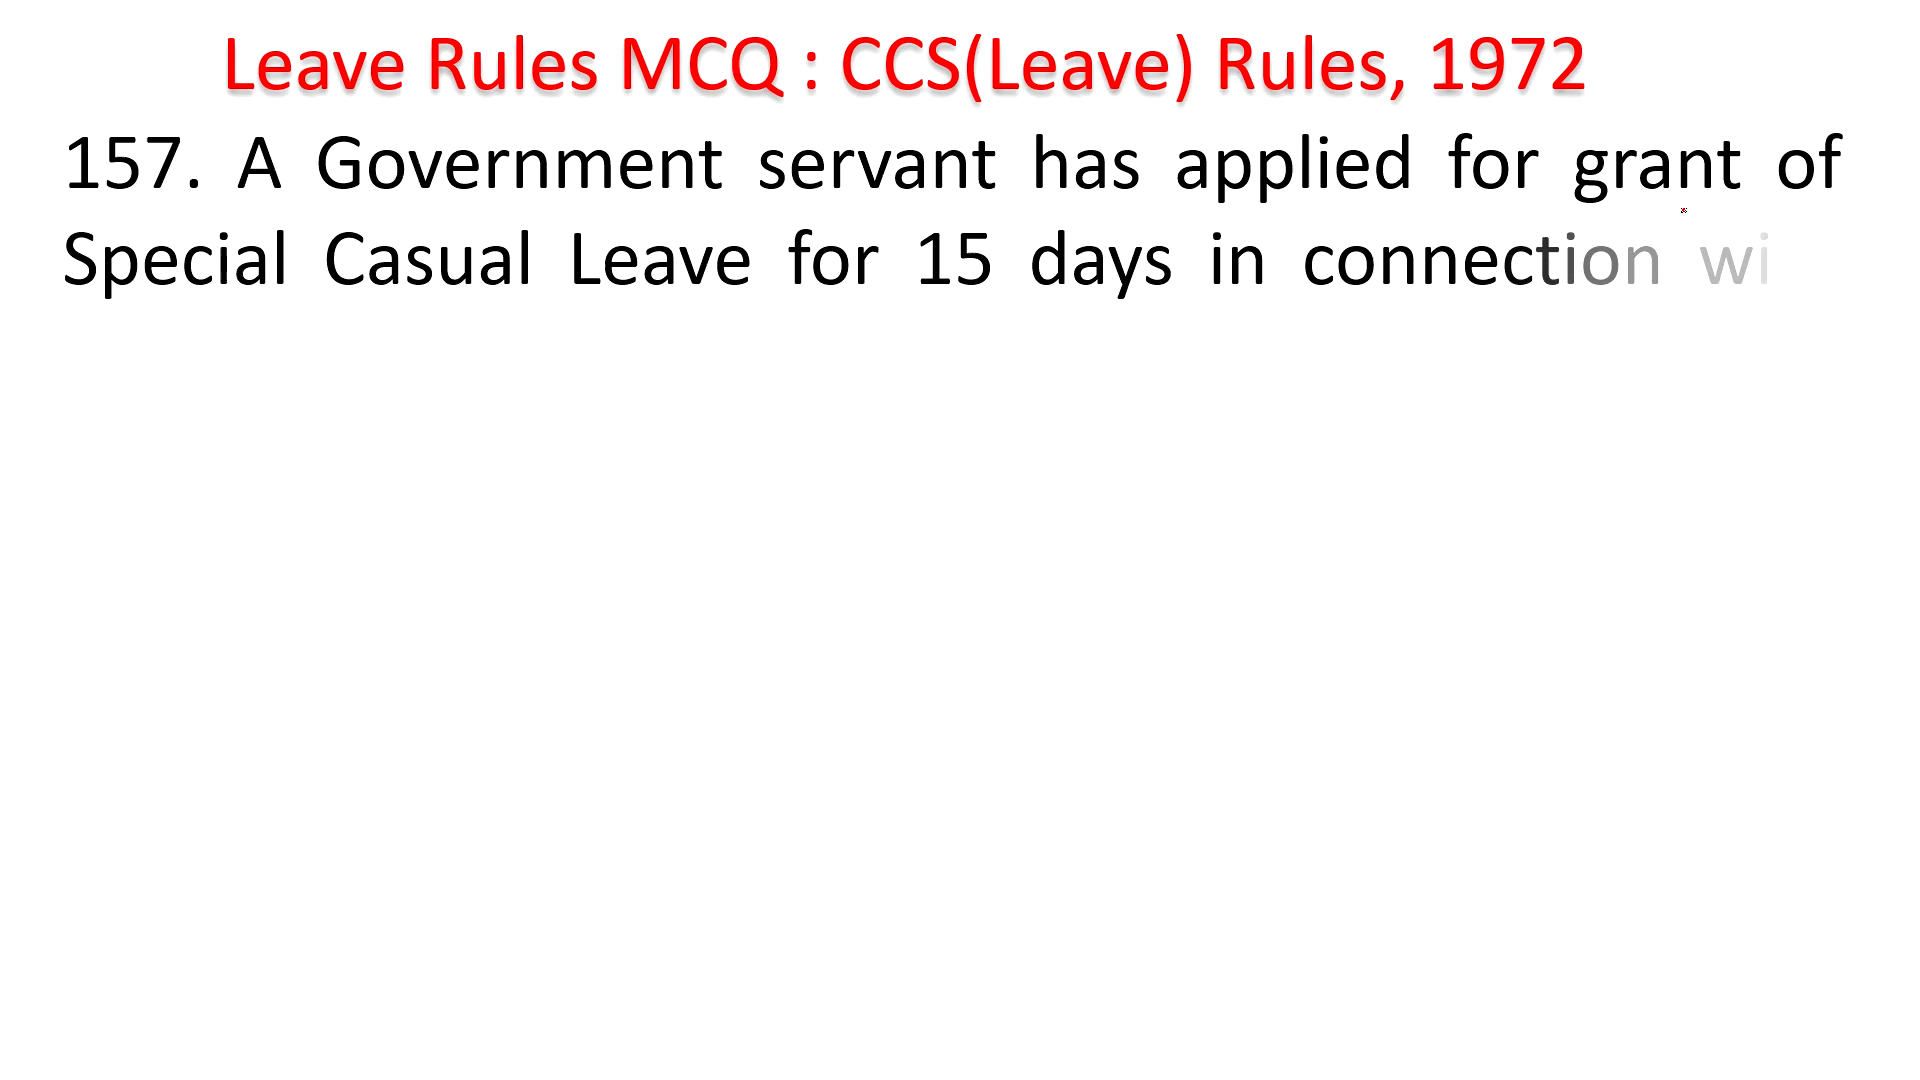 Leave Rules MCQ : CCS(Leave) Rules, 1972
157. A Government servant has applied for grant of
Special Casual Leave for 15 days in connection wi